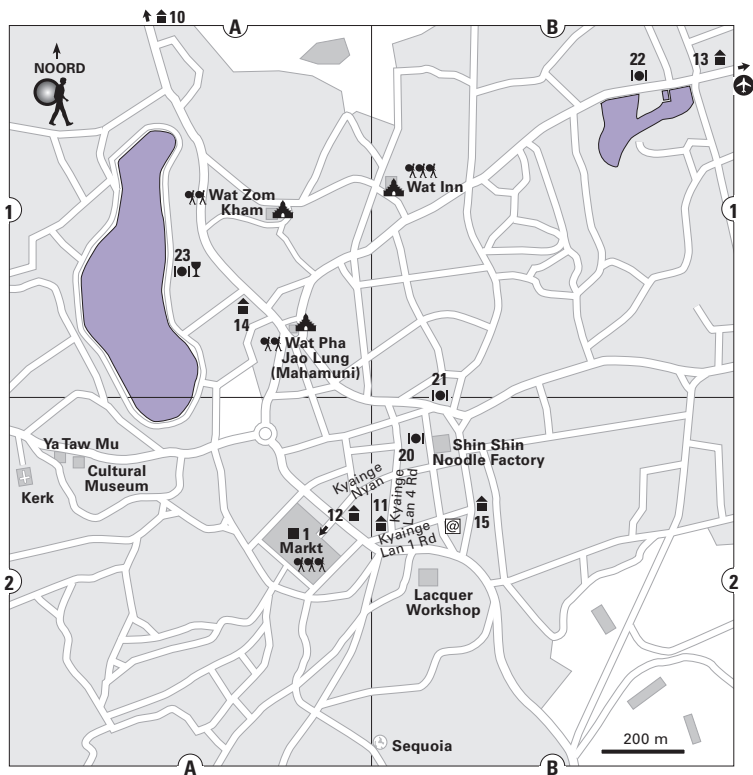 10
A
B
NOORD
22
13
Wat Zom
Kham
Wat Inn
1
1
23
14
Wat Pha
Jao Lung
(Mahamuni)
21
Ya Taw Mu
Cultural
Museum
Kerk
20
Shin Shin
Noodle Factory
Kyainge
Nyan
Kyainge
Lan 4 Rd
12
11
15
@
1
Markt
Kyainge
Lan 1 Rd
2
2
Lacquer
Workshop
Sequoia
200 m
A
B